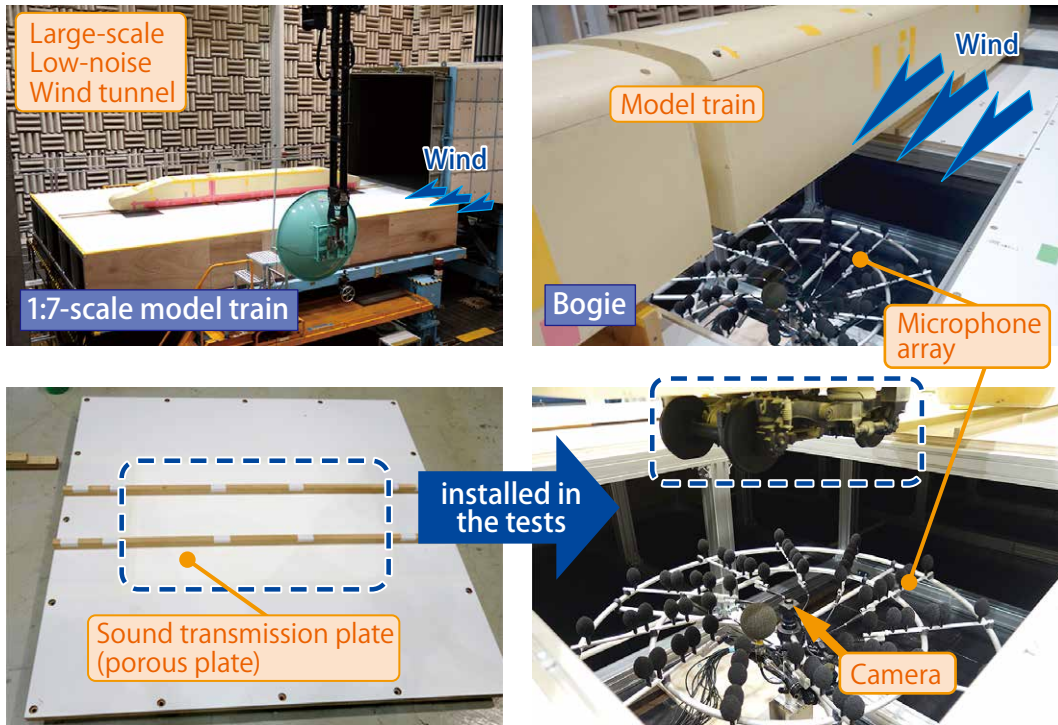 Large-scale
Low-noise
Wind tunnel
Wind
1:7-scale model train
Wind
Model train
Bogie
Microphone
array
installed in
the tests
Sound transmission plate
(porous plate)
Camera